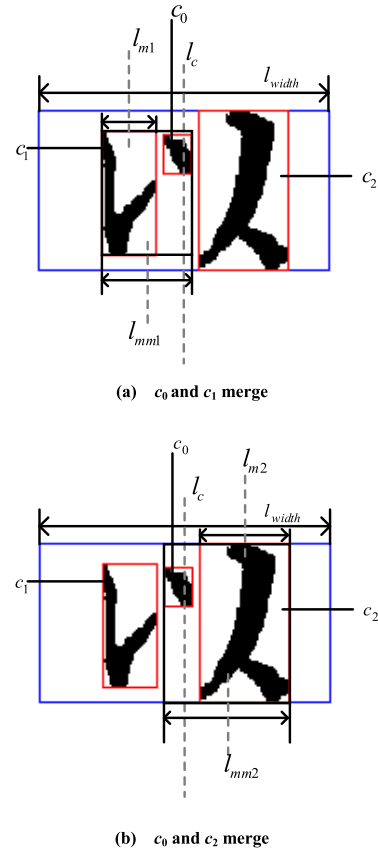 c0
lm1
lc
lwidth
c1
c2
lmm1
(a) c0 and c1 merge
c0
lc
lm2
lwidth
c1
c2
lmm2
(b) c0 and c2 merge